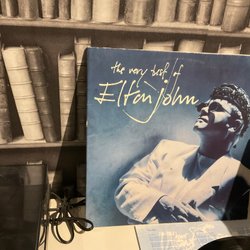 the very best of
Elton John